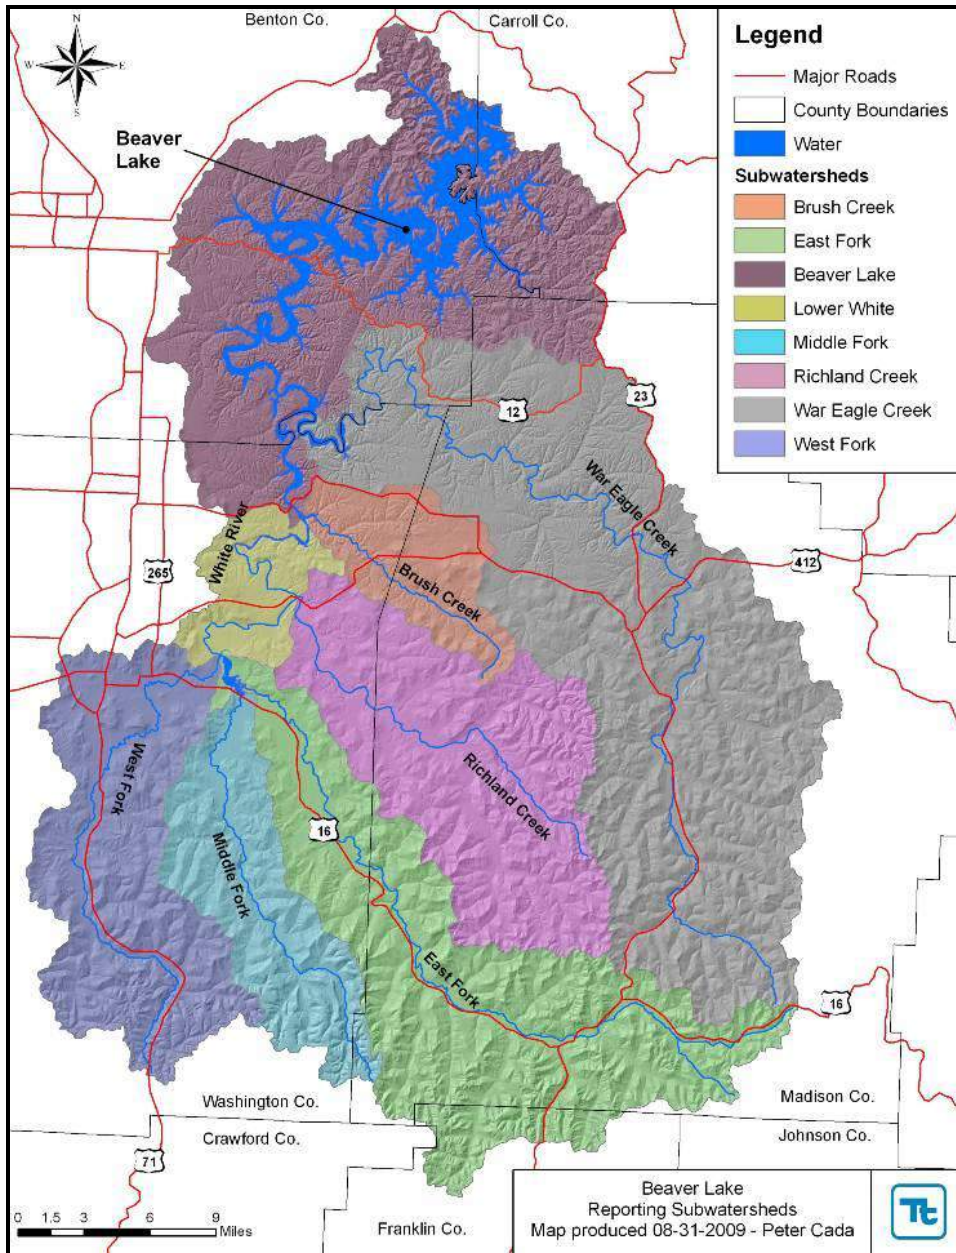 Benton Co.
Carroll Co.
N
W
E
S
Beaver
Lake
Legend
Major Roads
County Boundaries
Water
Subwatersheds
Brush Creek
East Fork
Beaver Lake
Lower White
Middle Fork
Richland Creek
War Eagle Creek
West Fork
23
12
War Eagle Creek
White River
265
412
Brush Creek
West Fork
Richland Creek
16
Middle Fork
East Fork
16
Washington Co.
Madison Co.
Crawford Co.
Johnson Co.
71
Franklin Co.
0 1.5 3 6 9
Miles
Beaver Lake
Reporting Subwatersheds
Map produced 08-31-2009 - Peter Cada
Tt